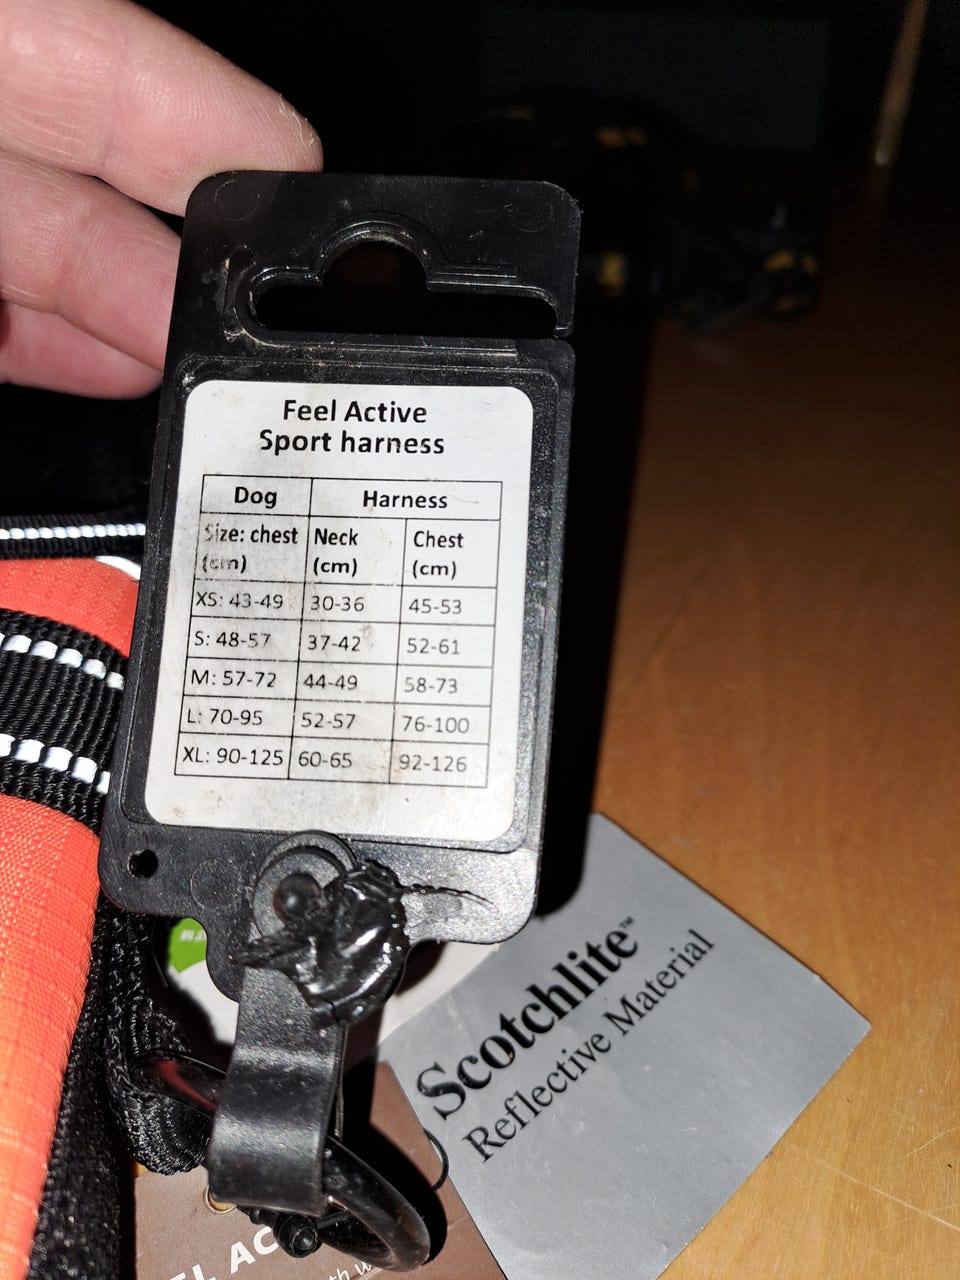 Feel Active
Sport harness
Dog Harness
Size: chest (cm) Neck (cm) Chest (cm)
XS: 43-49 30-36 45-53
S: 48-57 37-42 52-61
M: 57-72 44-49 58-73
L: 70-95 52-57 76-100
XL: 90-125 60-65 92-126
Scotchlite™
Reflective Material